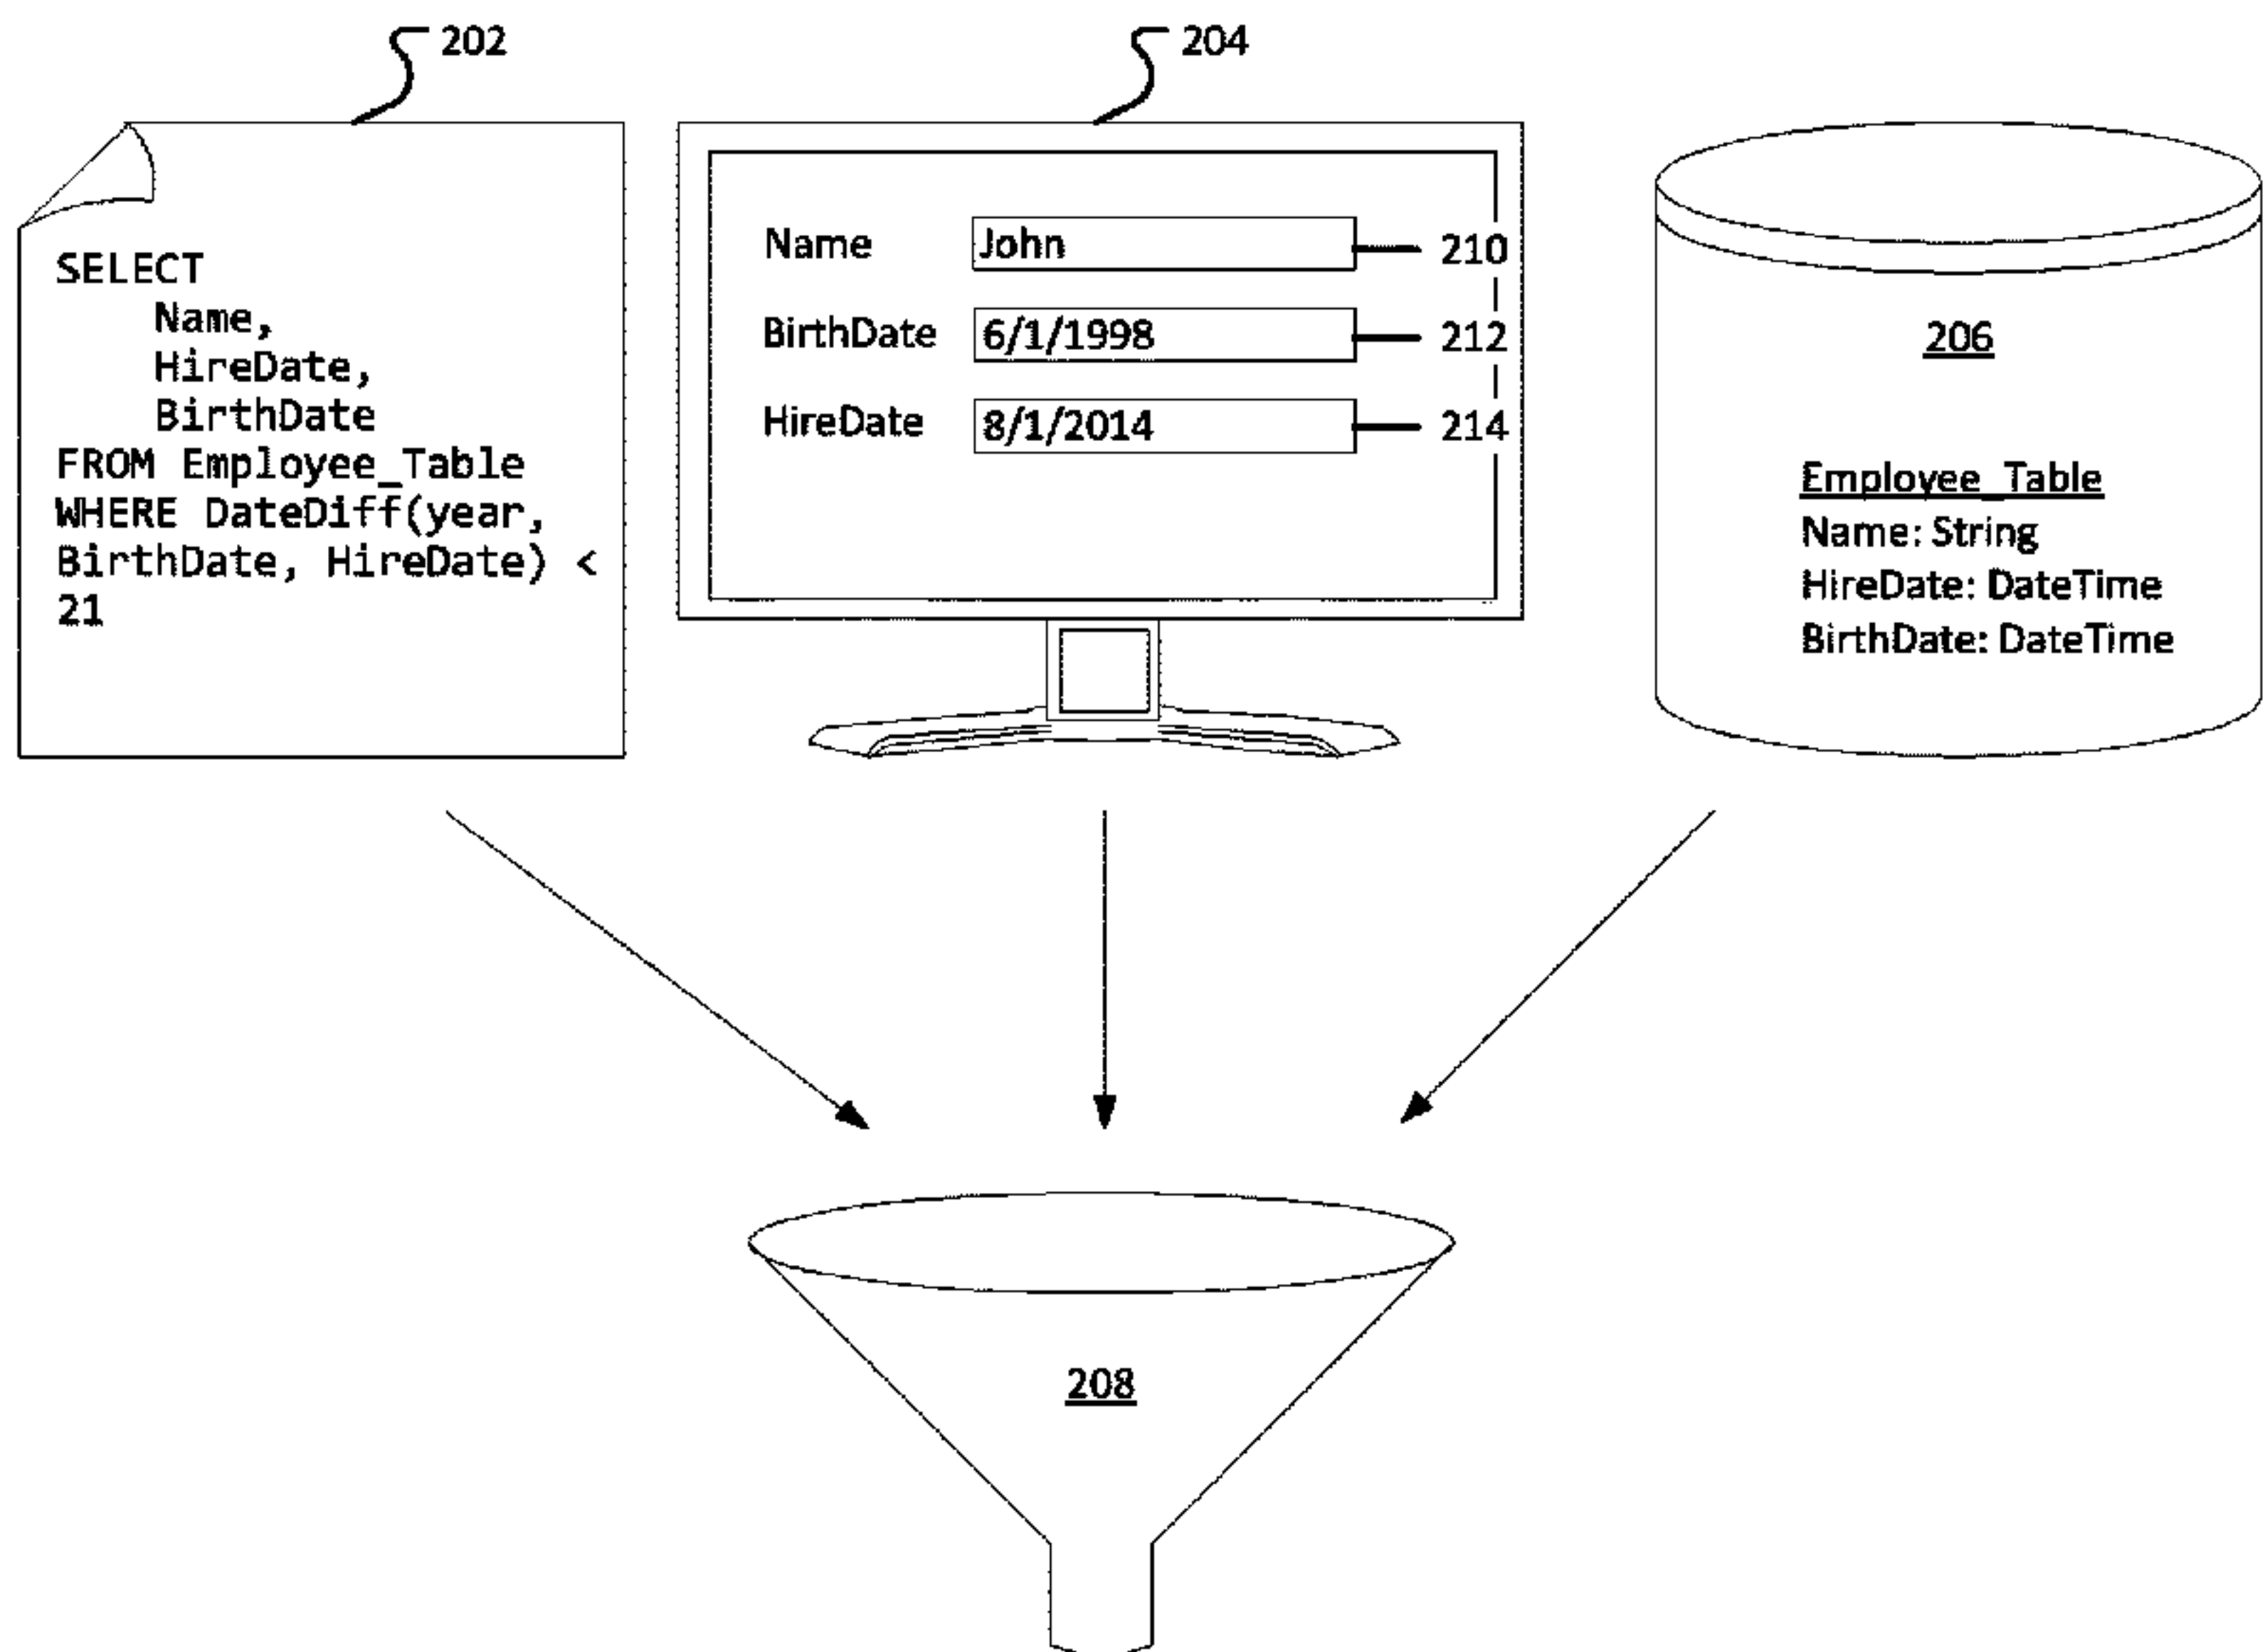 202
SELECT
Name,
HireDate,
BirthDate
FROM Employee_Table
WHERE DateDiff(year,
BirthDate, HireDate) <
21
204
Name John 210
BirthDate 6/1/1998 212
HireDate 8/1/2014 214
206
Employee_Table
Name: String
HireDate: DateTime
BirthDate: DateTime
208